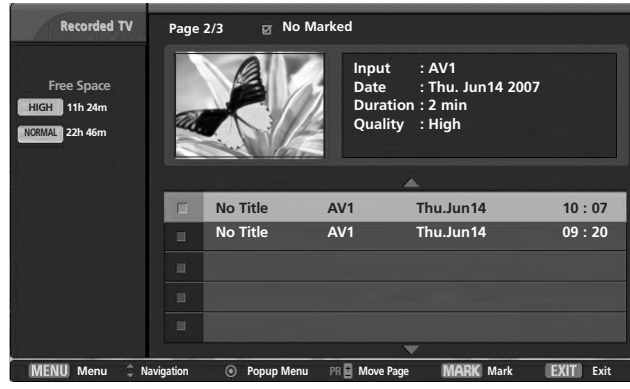 Recorded TV
Page 2/3 No Marked
Free Space
HIGH 11h 24m
NORMAL 22h 46m
Input : AV1
Date : Thu. Jun14 2007
Duration : 2 min
Quality : High
No Title AV1 Thu.Jun14 10 : 07
No Title AV1 Thu.Jun14 09 : 20
MENU Menu Navigation Popup Menu PR Move Page MARK Mark EXIT Exit